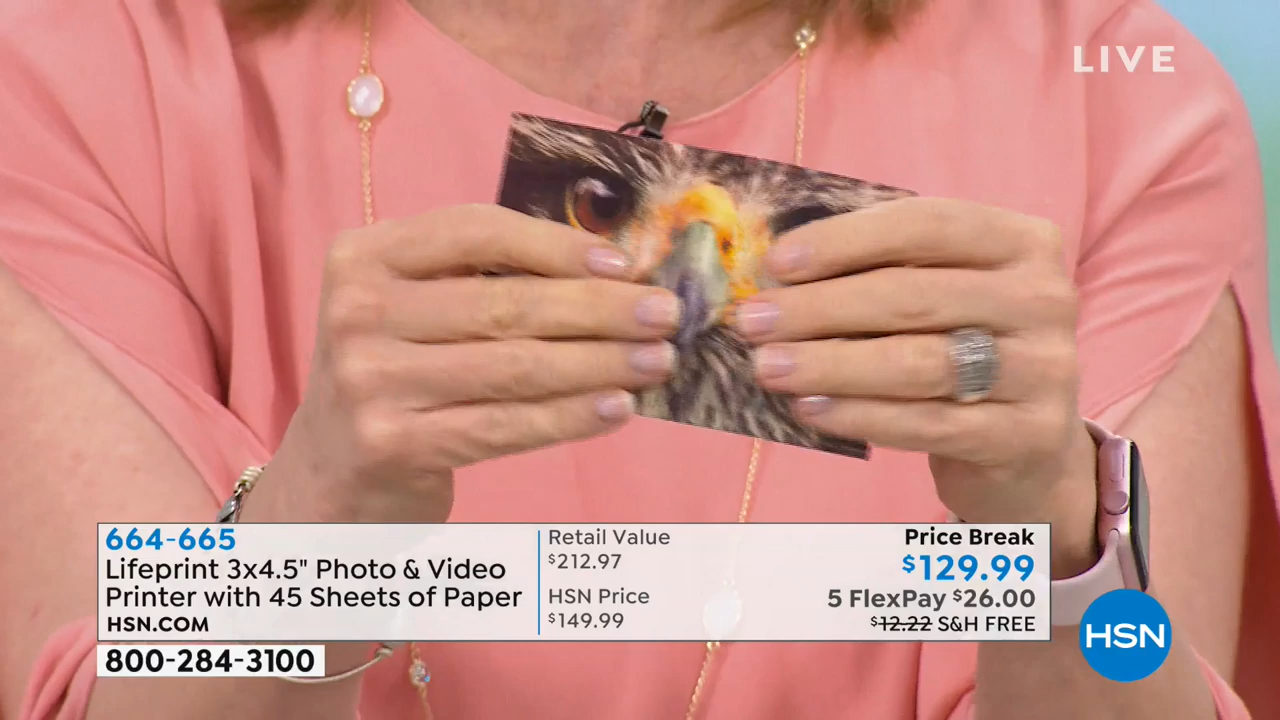 LIVE
664-665
Lifeprint 3x4.5" Photo & Video
Printer with 45 Sheets of Paper
HSN.COM
Retail Value
$212.97
HSN Price
$149.99
Price Break
$129.99
5 FlexPay $26.00
$12.22 S&H FREE
800-284-3100
HSN